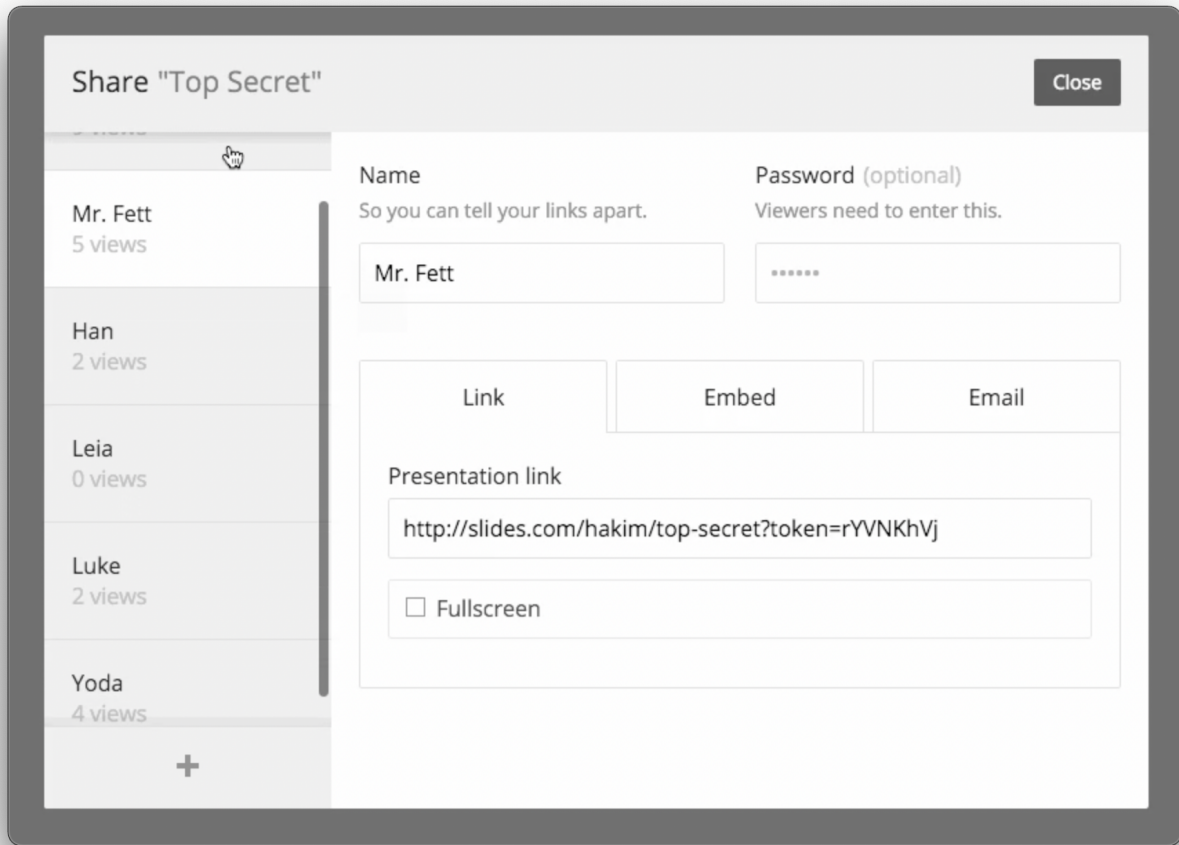 Share "Top Secret"
Close
Mr. Fett
5 views
Han
2 views
Leia
0 views
Luke
2 views
Yoda
4 views
+
Name
So you can tell your links apart.
Mr. Fett
Password (optional)
Viewers need to enter this.
••••••
Link
Embed
Email
Presentation link
http://slides.com/hakim/top-secret?token=rYVNKhVj
Fullscreen